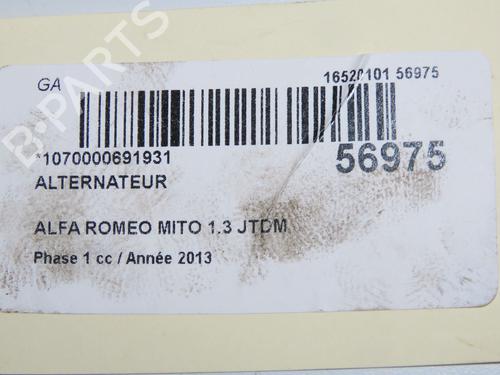 GA
16520101 56975
*1070000691931
56975
ALTERNATEUR
ALFA ROMEO MITO 1.3 JTDM
Phase 1 cc / Année 2013
B-PARTS